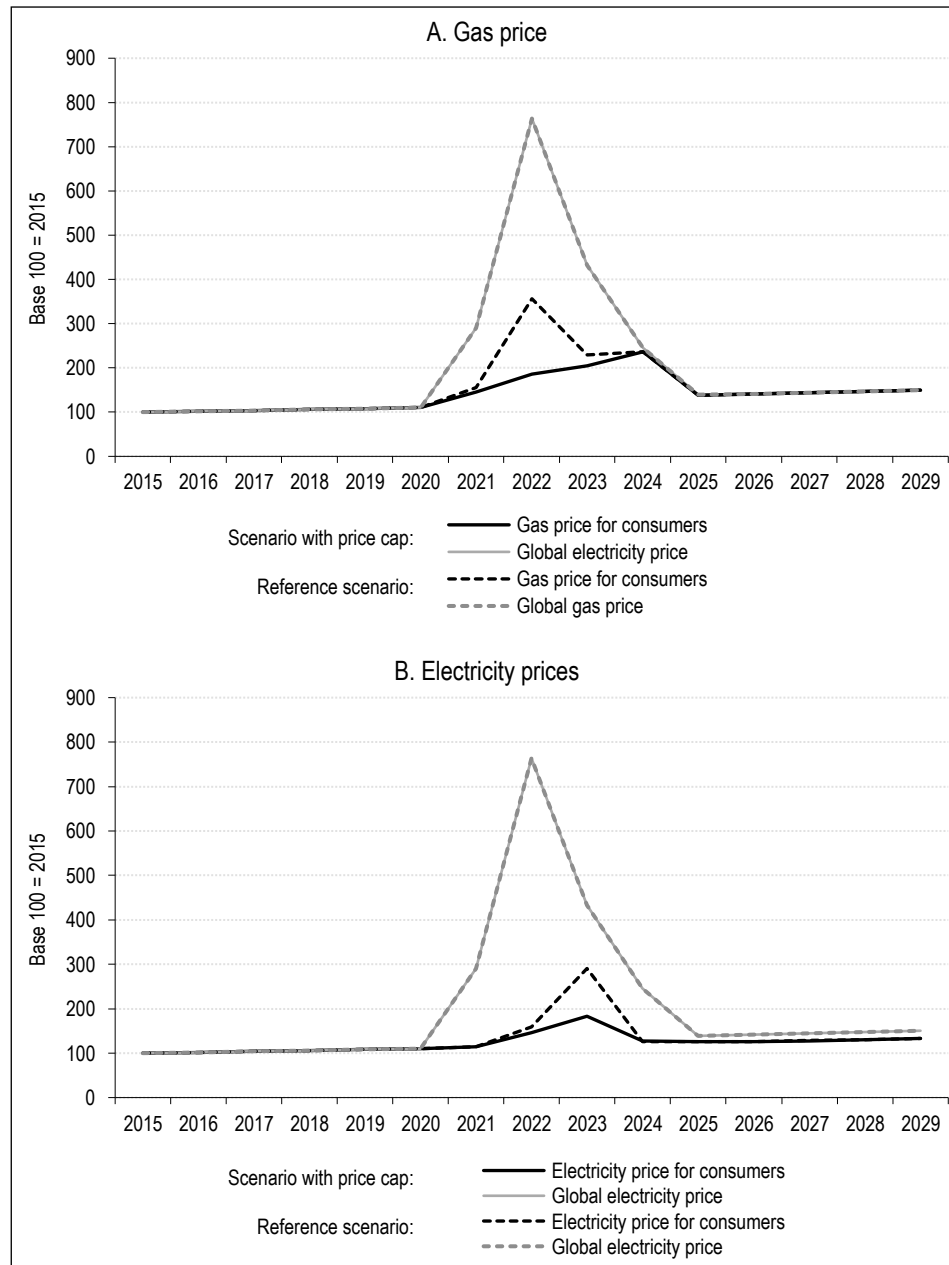 A. Gas price
900
800
700
600
500
400
300
200
100
0
Base 100 = 2015
2015 2016 2017 2018 2019 2020 2021 2022 2023 2024 2025 2026 2027 2028 2029
Scenario with price cap: Gas price for consumers
Global electricity price
Reference scenario: Gas price for consumers
Global gas price
B. Electricity prices
900
800
700
600
500
400
300
200
100
0
Base 100 = 2015
2015 2016 2017 2018 2019 2020 2021 2022 2023 2024 2025 2026 2027 2028 2029
Scenario with price cap: Electricity price for consumers
Global electricity price
Reference scenario: Electricity price for consumers
Global electricity price